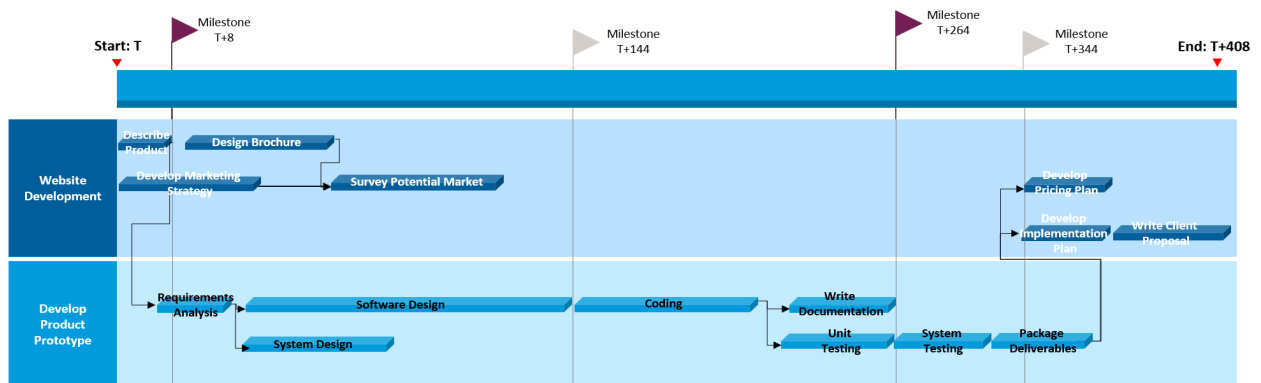 Milestone
T+8
Milestone
T+264
Milestone
T+144
Milestone
T+344
Start: T
End: T+408
Website
Development
Describe
Product
Design Brochure
Develop Marketing
Strategy
Survey Potential Market
Develop
Pricing Plan
Develop
Implementation
Plan
Write Client
Proposal
Develop
Product
Prototype
Requirements
Analysis
Software Design
Coding
Write
Documentation
System Design
Unit
Testing
System
Testing
Package
Deliverables